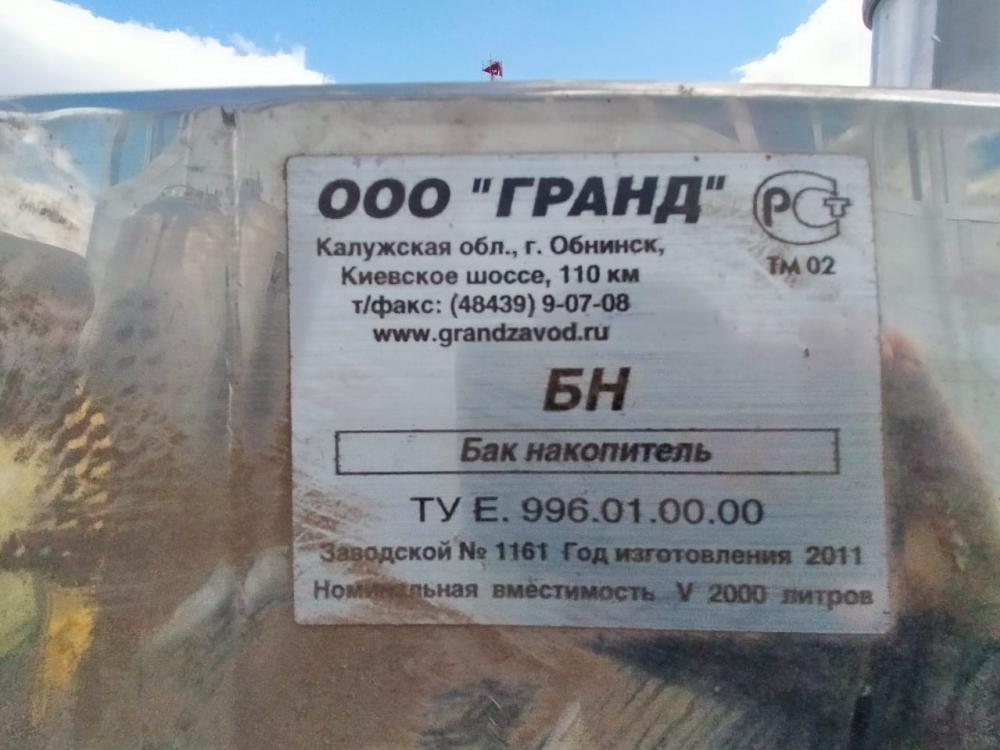 ООО "ГРАНД"
РСТ
ТМ 02
Калужская обл., г. Обнинск,
Киевское шоссе, 110 км
т/факс: (48439) 9-07-08
www.grandzavod.ru
БН
Бак накопитель
ТУ Е. 996.01.00.00
Заводской № 1161 Год изготовления 2011
Номинальная вместимость V 2000 литров